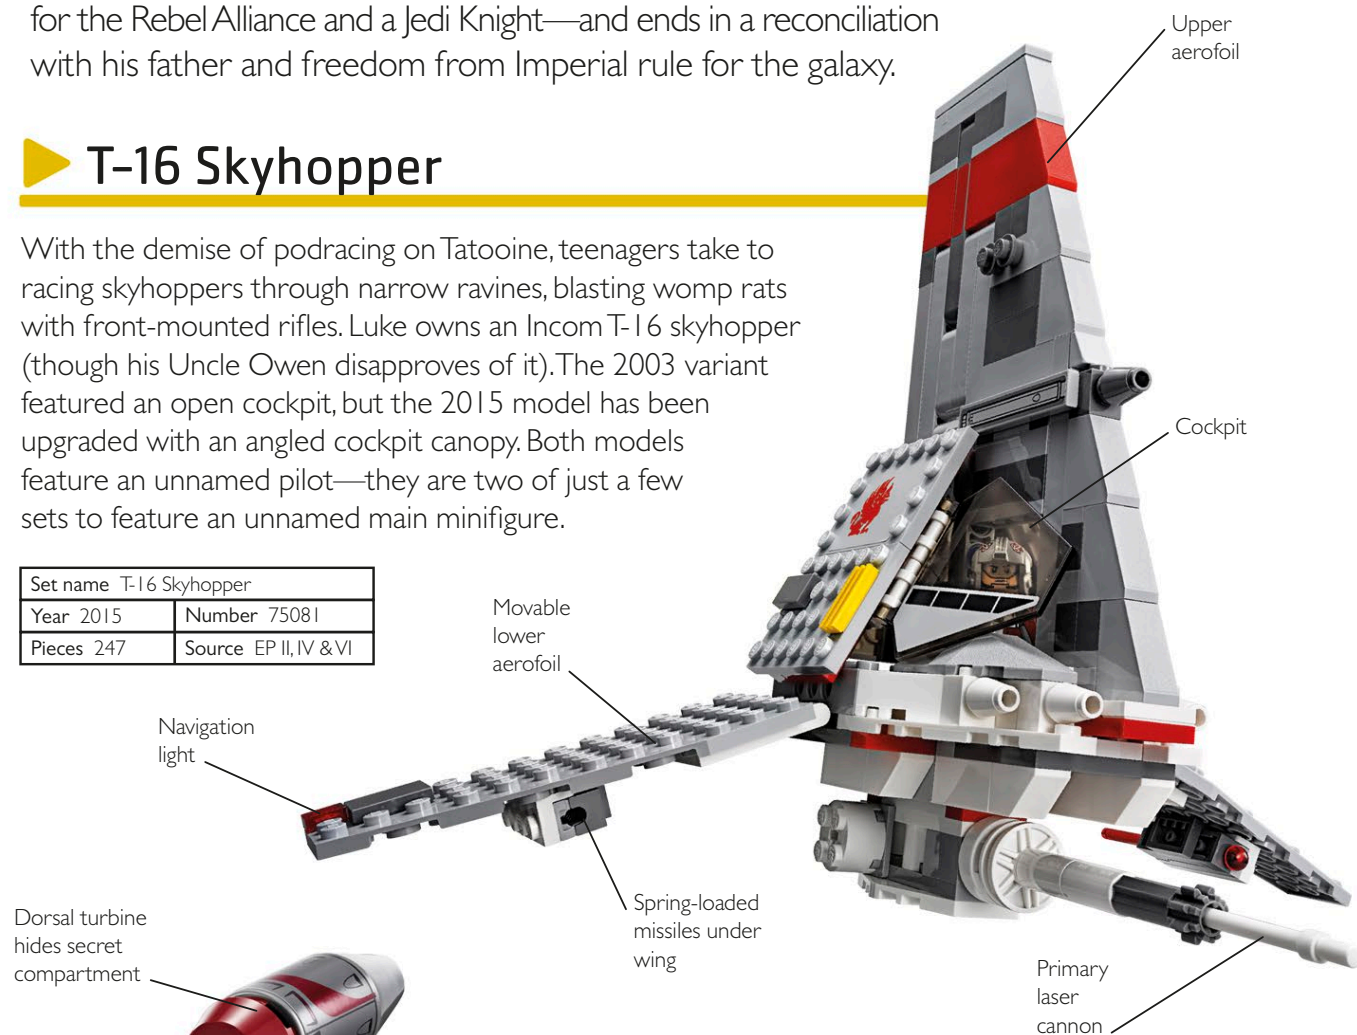 for the Rebel Alliance and a Jedi Knight—and ends in a reconciliation
with his father and freedom from Imperial rule for the galaxy.
Upper
aerofoil
T-16 Skyhopper
With the demise of podracing on Tatooine, teenagers take to
racing skyhoppers through narrow ravines, blasting womp rats
with front-mounted rifles. Luke owns an Incom T-16 skyhopper
(though his Uncle Owen disapproves of it). The 2003 variant
featured an open cockpit, but the 2015 model has been
upgraded with an angled cockpit canopy. Both models
feature an unnamed pilot—they are two of just a few
sets to feature an unnamed main minifigure.
Cockpit
Set name T-16 Skyhopper
Year 2015 Number 75081
Pieces 247 Source EP II, IV & VI
Movable
lower
aerofoil
Navigation
light
Spring-loaded
missiles under
wing
Dorsal turbine
hides secret
compartment
Primary
laser
cannon